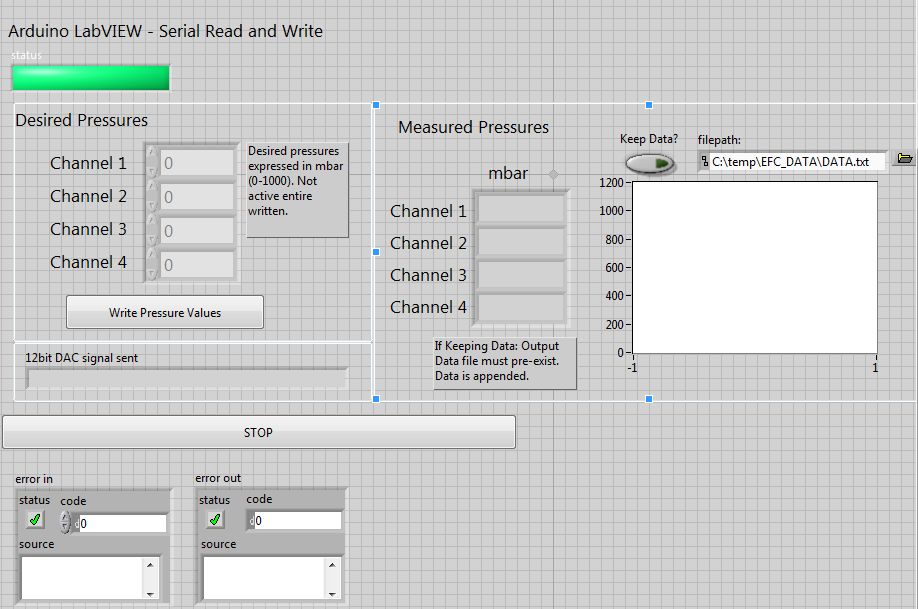 Arduino LabVIEW - Serial Read and Write
status
Desired Pressures
Channel 1
0
Channel 2
0
Channel 3
0
Channel 4
0
Desired pressures
expressed in mbar
(0-1000). Not
active entire
written.
Write Pressure Values
12bit DAC signal sent
Measured Pressures
mbar
Channel 1
Channel 2
Channel 3
Channel 4
If Keeping Data: Output
Data file must pre-exist.
Data is appended.
Keep Data?
filepath:
C:\temp\EFC_DATA\DATA.txt
1200
1000
800
600
400
200
0
-1
1
STOP
error in
status
code
d0
source
error out
status
code
d0
source